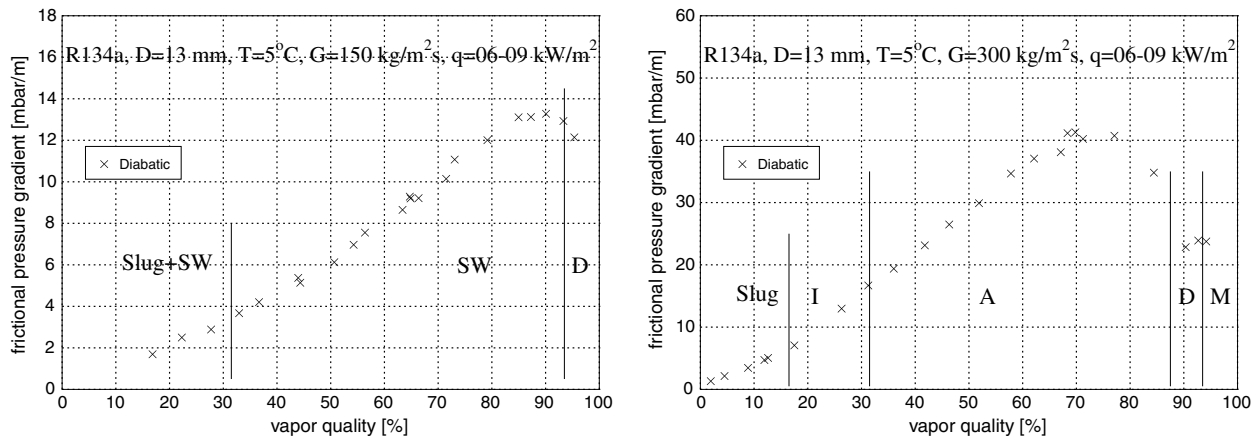 18
16
14
12
10
8
6
4
2
0
frictional pressure gradient [mbar/m]
R134a, D=13 mm, T=5°C, G=150 kg/m²s, q=06-09 kW/m²
× Diabatic
Slug+SW
SW
D
0 10 20 30 40 50 60 70 80 90 100
vapor quality [%]
60
50
40
30
20
10
0
frictional pressure gradient [mbar/m]
R134a, D=13 mm, T=5°C, G=300 kg/m²s, q=06-09 kW/m²
× Diabatic
Slug
I
A
D
M
0 10 20 30 40 50 60 70 80 90 100
vapor quality [%]